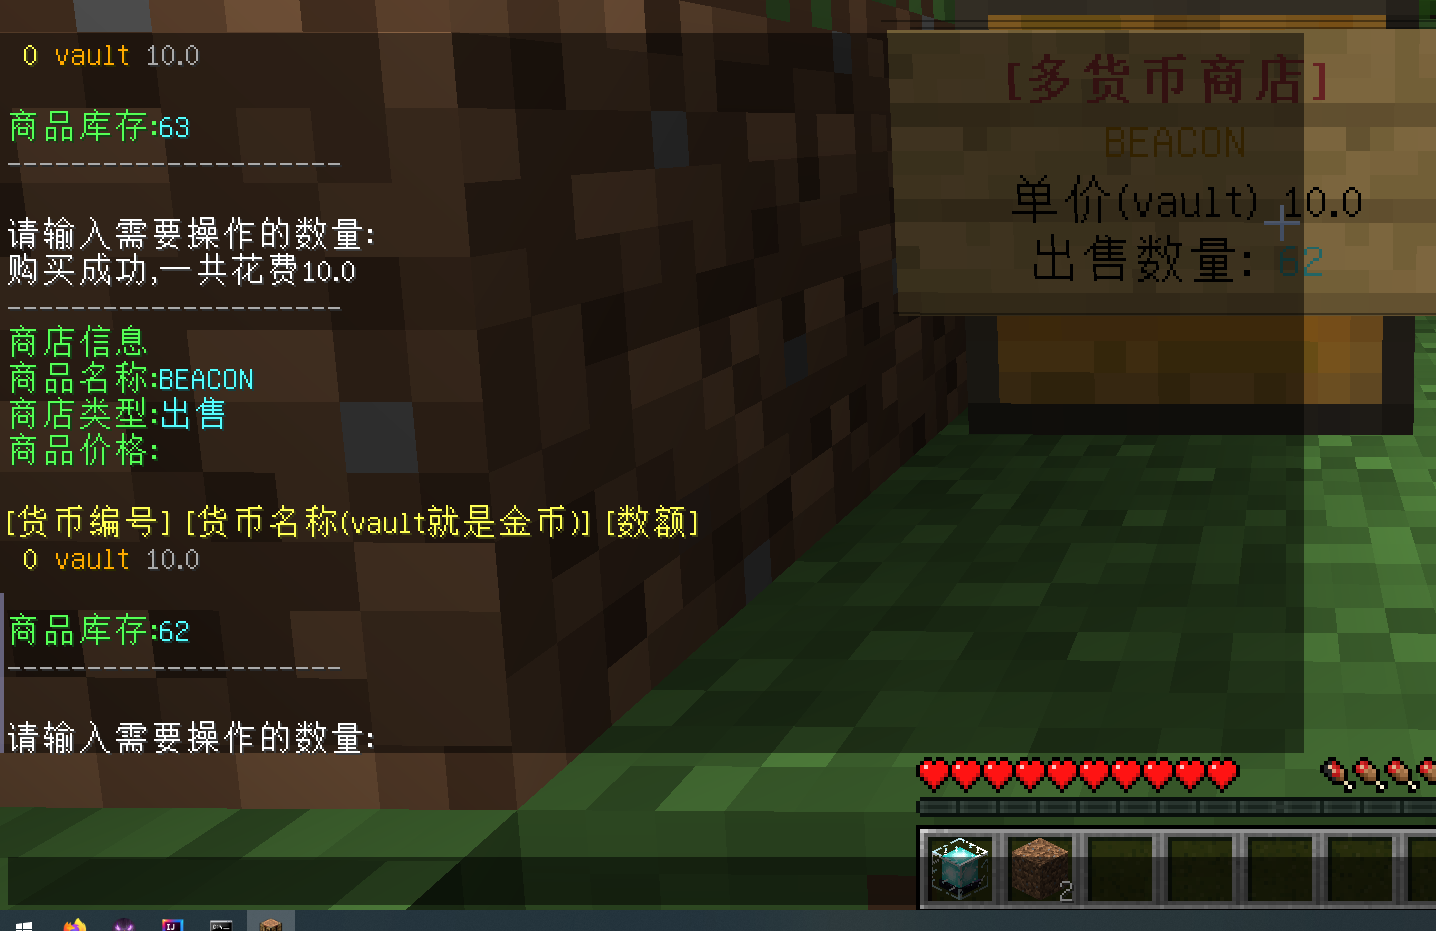 0 vault 10.0
商品库存:63
---------------------
请输入需要操作的数量:
购买成功,一共花费10.0
---------------------
商店信息
商品名称:BEACON
商店类型:出售
商品价格:
[货币编号] [货币名称(vault就是金币)] [数额]
0 vault 10.0
商品库存:62
---------------------
请输入需要操作的数量:
[多货币商店]
BEACON
单价(vault) 10.0
出售数量: 62
2